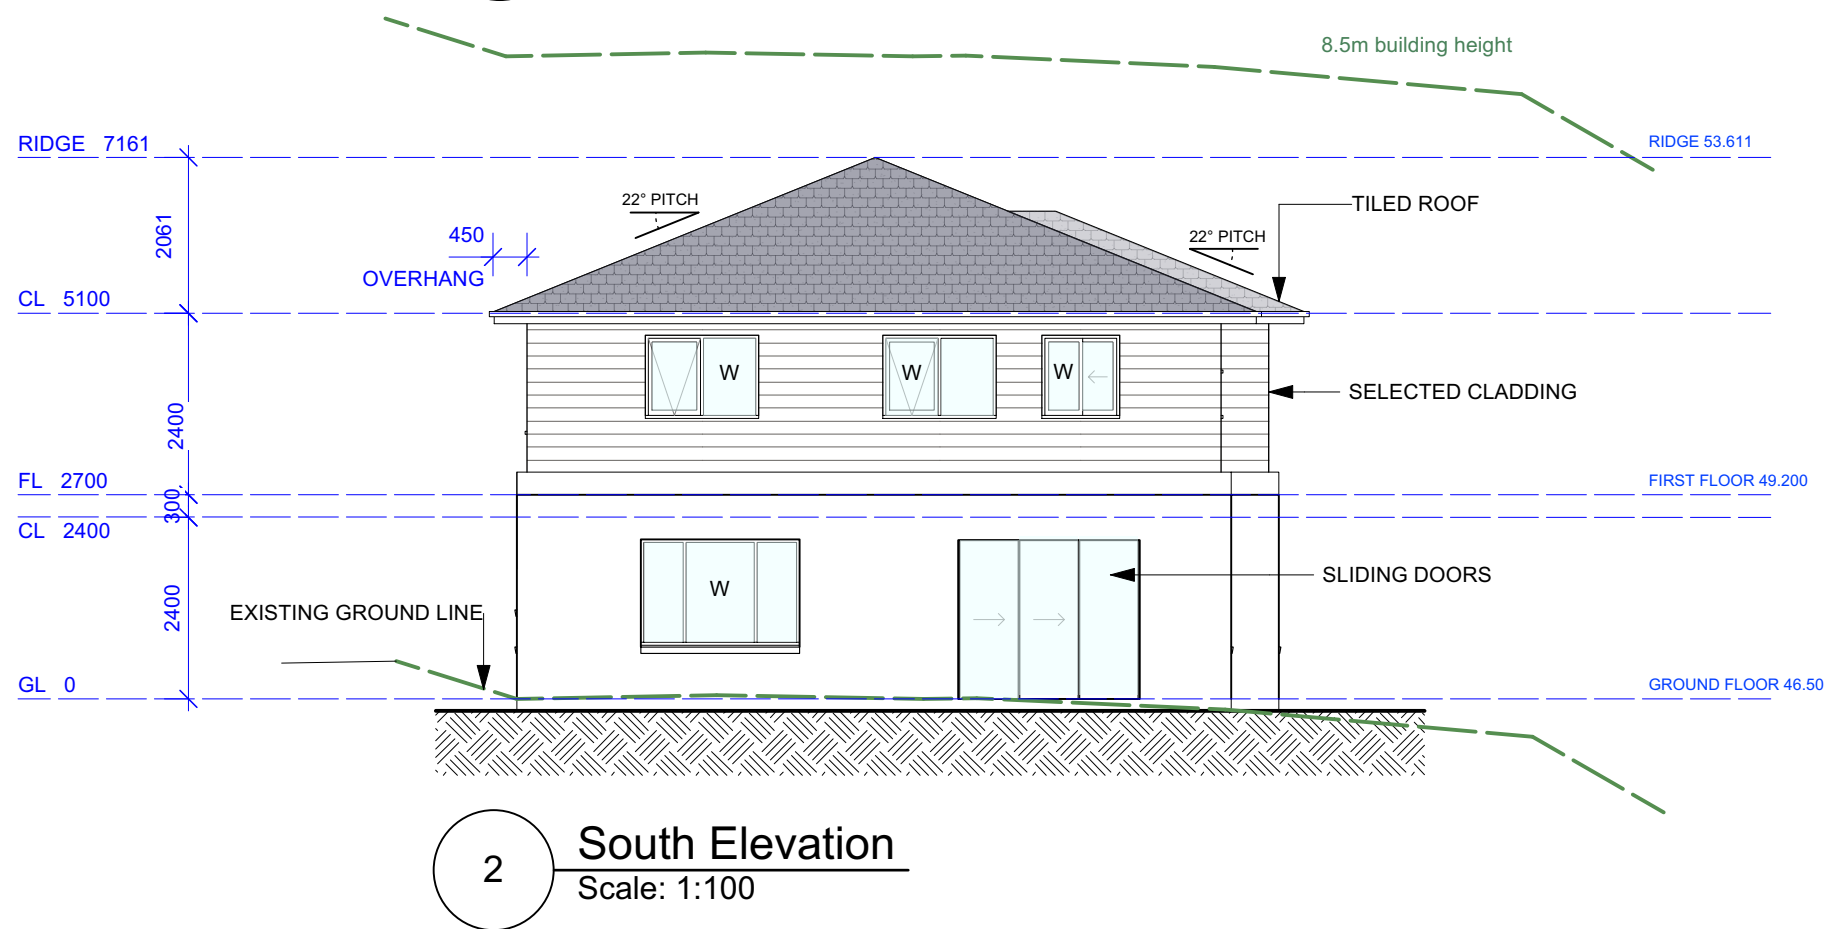 8.5m building height
RIDGE 7161
RIDGE 53.611
22° PITCH
TILED ROOF
2061
450
22° PITCH
OVERHANG
CL 5100
W
W
W
SELECTED CLADDING
2400
FL 2700
FIRST FLOOR 49.200
300
CL 2400
SLIDING DOORS
W
2400
EXISTING GROUND LINE
GL 0
GROUND FLOOR 46.50
2
South Elevation
Scale: 1:100